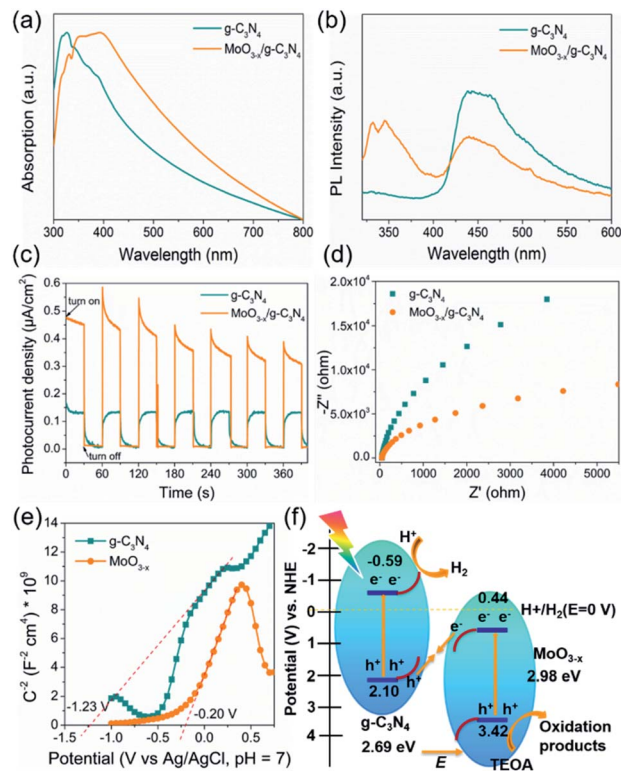 (a)
g-C₃N₄
MoO₃₋ₓ/g-C₃N₄
Absorption (a.u.)
300 400 500 600 700 800
Wavelength (nm)
(b)
g-C₃N₄
MoO₃₋ₓ/g-C₃N₄
PL Intensity (a.u.)
350 400 450 500 550 600
Wavelength (nm)
(c)
g-C₃N₄
MoO₃₋ₓ/g-C₃N₄
turn on
turn off
Photocurrent density (μA/cm²)
0.6
0.5
0.4
0.3
0.2
0.1
0.0
0 60 120 180 240 300 360
Time (s)
(d)
g-C₃N₄
MoO₃₋ₓ/g-C₃N₄
-Z'' (ohm)
2.0x10⁴
1.5x10⁴
1.0x10⁴
5.0x10³
0.0
0 1000 2000 3000 4000 5000
Z' (ohm)
(e)
g-C₃N₄
MoO₃₋ₓ
C⁻² (F⁻² cm⁴) * 10⁹
14
12
10
8
6
4
2
0
-1.23 V
-0.20 V
-1.5 -1.0 -0.5 0.0 0.5
Potential (V vs Ag/AgCl, pH = 7)
(f)
Potential (V) vs. NHE
-2
-1
0
1
2
3
4
H⁺
H₂
-0.59
e⁻ e⁻
0.44
H+/H₂(E=0 V)
e⁻ e⁻
e⁻
MoO₃₋ₓ
2.98 eV
h⁺ h⁺
h⁺
2.10
g-C₃N₄
2.69 eV
h⁺ h⁺
3.42
Oxidation
products
E
TEOA